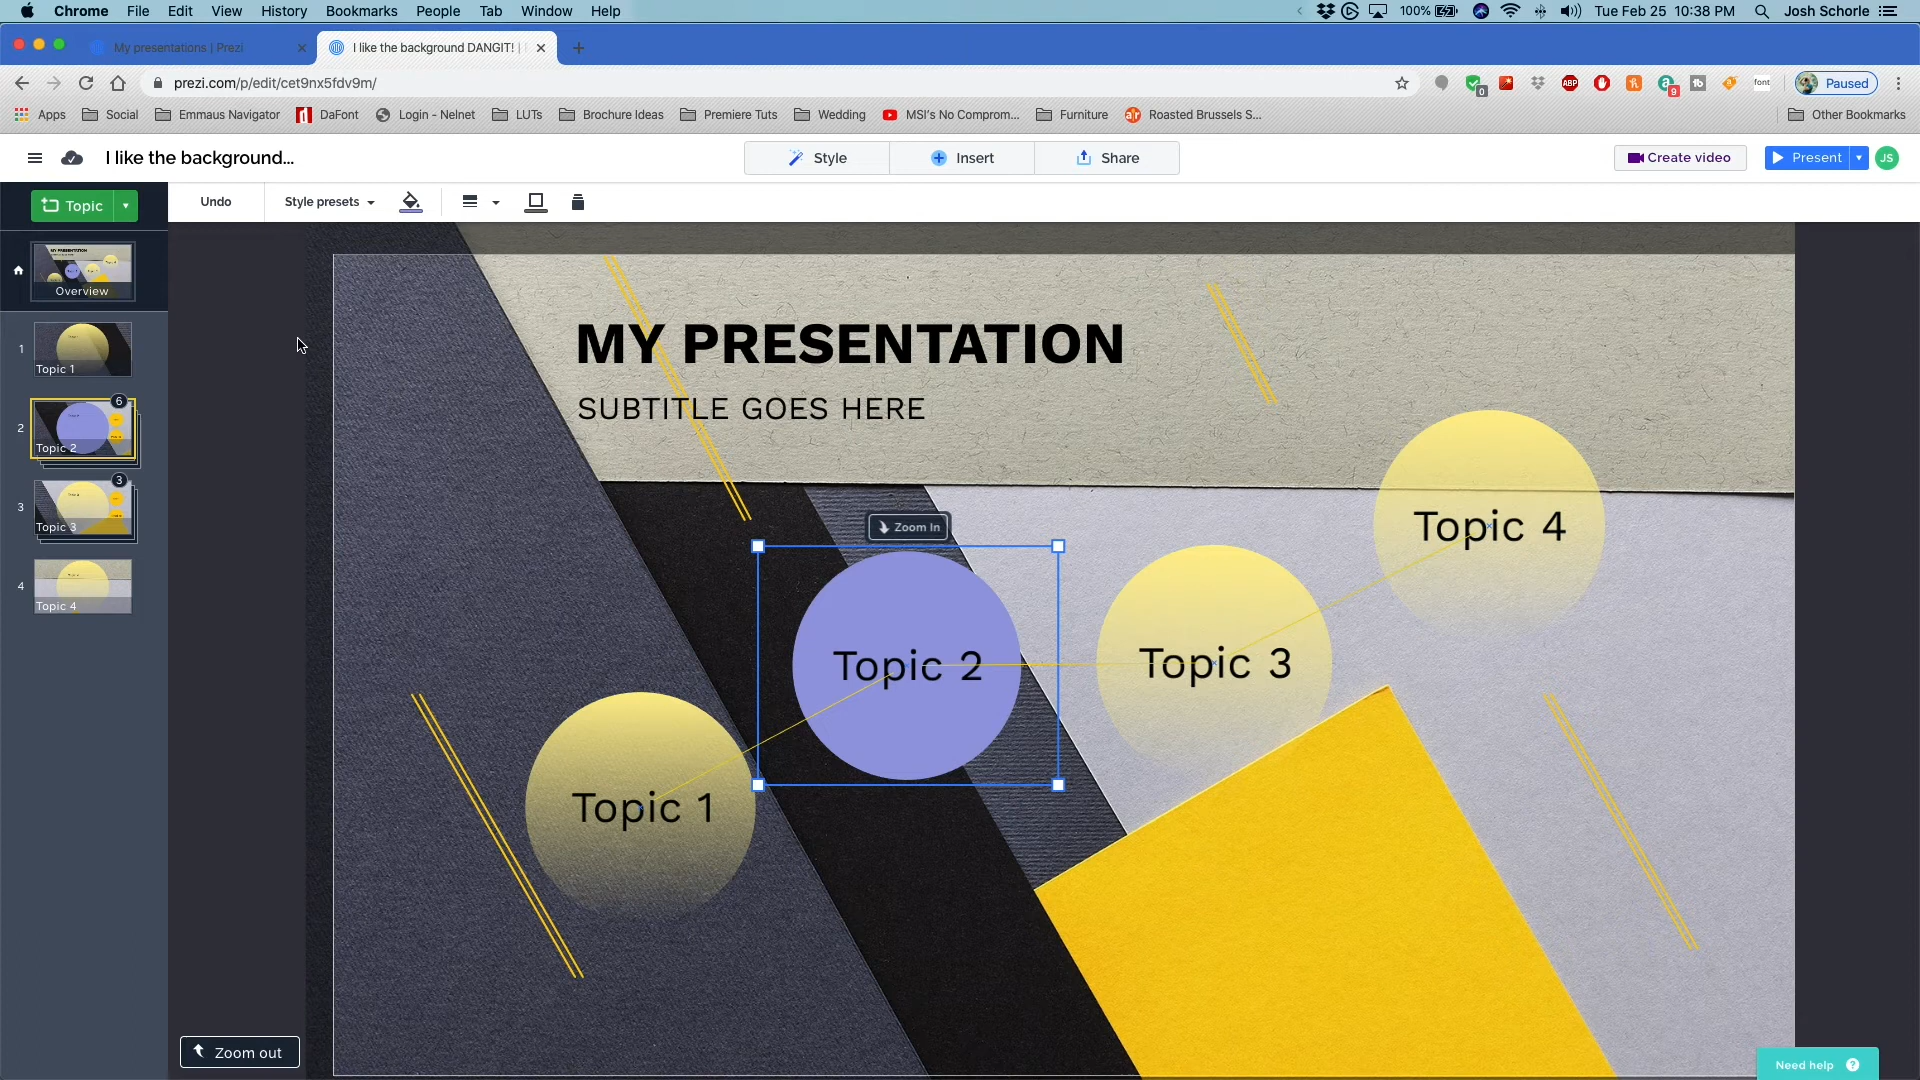 Chrome File Edit View History Bookmarks People Tab Window Help 100% Tue Feb 25 10:38 PM Josh Schorle
My presentations | Prezi I like the background DANGIT! |
prezi.com/p/edit/cet9nx5fdv9m/ 0 ABP 9 font Paused
Apps Social Emmaus Navigator DaFont Login - Nelnet LUTs Brochure Ideas Premiere Tuts Wedding MSI's No Comprom... Furniture Roasted Brussels S... Other Bookmarks
I like the background... Style Insert Share Create video Present JS
Topic Undo Style presets
MY PRESENTATION
SUBTITLE GOES HERE
Overview
1 Topic 1
2 6 Topic 2
3 3 Topic 3
4 Topic 4
Topic 4
Zoom In
Topic 2 Topic 3
Topic 1
Zoom out
Need help ?